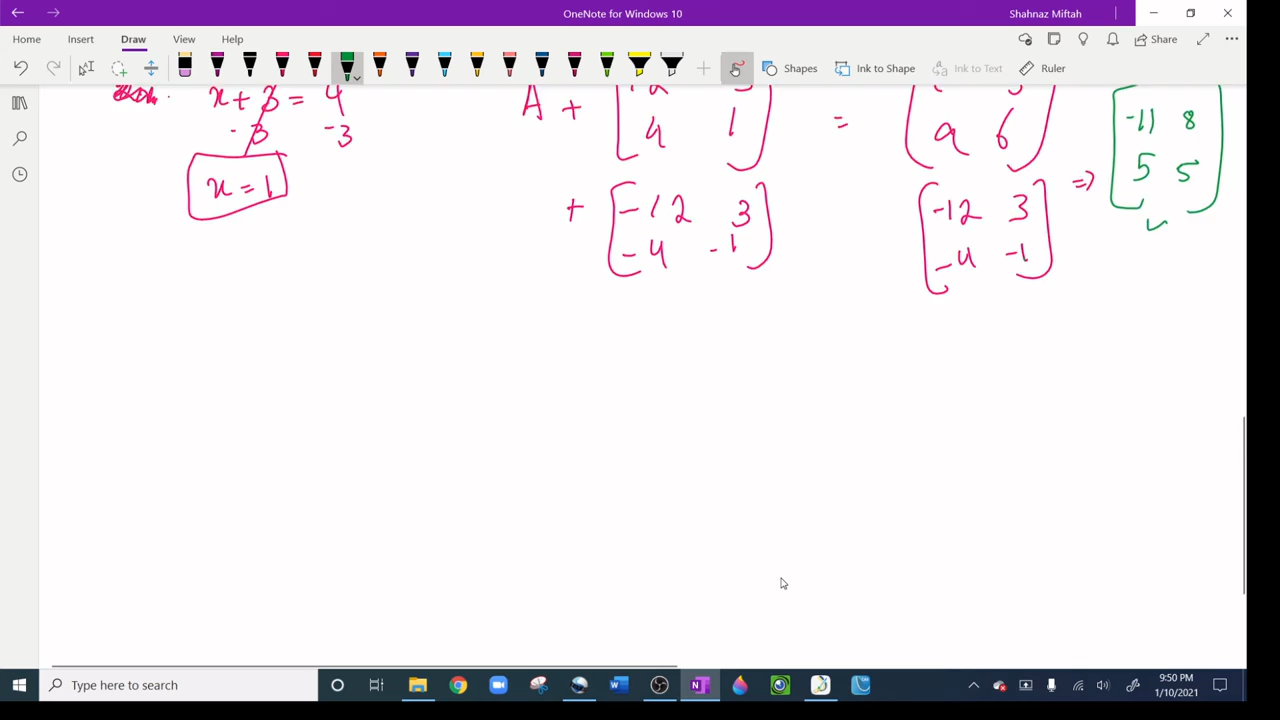 OneNote for Windows 10
Shahnaz Miftah
Home Insert Draw View Help
Share
Shapes Ink to Shape Ink to Text Ruler
x + 3 = 4
- 3 -3
x = 1
A + =
4 1
9 6
+ -12 3
-4 -1
-12 3
-4 -1
=>
-11 8
5 5
Type here to search
9:50 PM
1/10/2021